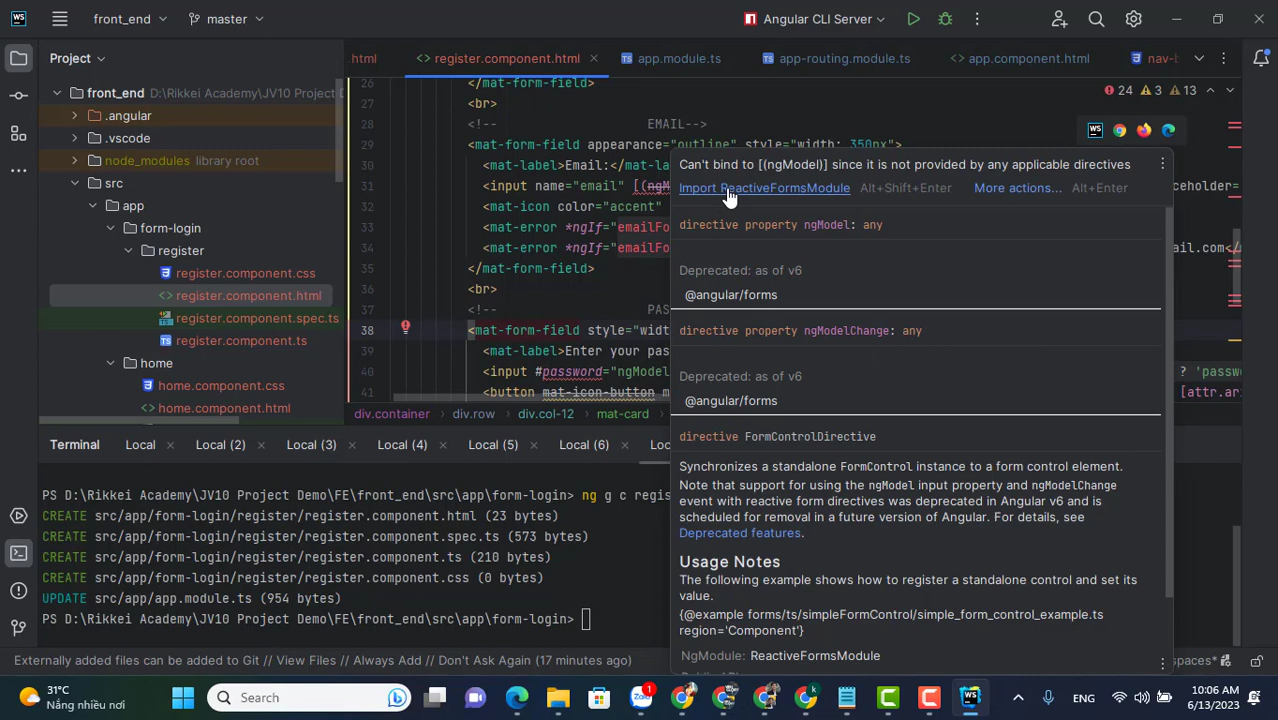 WS
front_end
master
Angular CLI Server
Project
html
register.component.html
app.module.ts
app-routing.module.ts
app.component.html
nav-b
front_end D:\Rikkei Academy\JV10 Project D
.angular
.vscode
node_modules library root
src
app
form-login
register
register.component.css
register.component.html
register.component.spec.ts
register.component.ts
home
home.component.css
home.component.html
24 3 13
26 </mat-form-field>
27 <br>
28 <!-- EMAIL-->
29 <mat-form-field appearance="outline" style="width: 350px">
30 <mat-label>Email:</mat-la
31 <input name="email" [(ngM
ceholder=
32 <mat-icon color="accent"
33 <mat-error *ngIf="emailFo
34 <mat-error *ngIf="emailFo
ail.com</
35 </mat-form-field>
36 <br>
37 <!-- PAS
38 <mat-form-field style="widt
39 <mat-label>Enter your pas
40 <input #password="ngModel
? 'passwo
41 <button mat-icon-button m
[attr.ari
Can't bind to [(ngModel)] since it is not provided by any applicable directives
Import ReactiveFormsModule Alt+Shift+Enter More actions... Alt+Enter
directive property ngModel: any
Deprecated: as of v6
@angular/forms
directive property ngModelChange: any
Deprecated: as of v6
@angular/forms
directive FormControlDirective
Synchronizes a standalone FormControl instance to a form control element.
Note that support for using the ngModel input property and ngModelChange
event with reactive form directives was deprecated in Angular v6 and is
scheduled for removal in a future version of Angular. For details, see
Deprecated features.
Usage Notes
The following example shows how to register a standalone control and set its
value.
{@example forms/ts/simpleFormControl/simple_form_control_example.ts
region='Component'}
NgModule: ReactiveFormsModule
div.container div.row div.col-12 mat-card
Terminal Local Local (2) Local (3) Local (5) Local (6) Loc
PS D:\Rikkei Academy\JV10 Project Demo\FE\front_end\src\app\form-login> ng g c regis
CREATE src/app/form-login/register/register.component.html (23 bytes)
CREATE src/app/form-login/register/register.component.spec.ts (573 bytes)
CREATE src/app/form-login/register/register.component.ts (210 bytes)
CREATE src/app/form-login/register/register.component.css (0 bytes)
UPDATE src/app/app.module.ts (954 bytes)
PS D:\Rikkei Academy\JV10 Project Demo\FE\front_end\src\app\form-login>
Externally added files can be added to Git // View Files // Always Add // Don't Ask Again (17 minutes ago)
spaces*
31°C
Nắng nhiều nơi
Search
Zalo
1
ENG
10:06 AM
6/13/2023